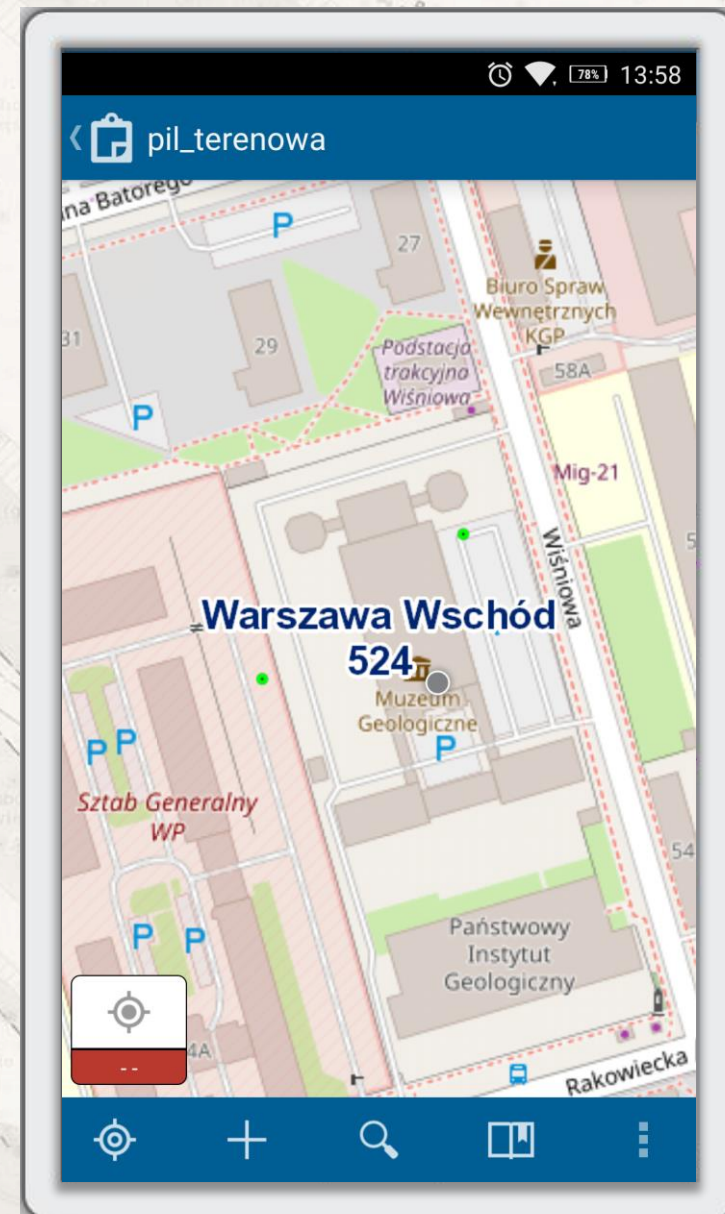 78% 13:58
pil_terenowa
na Batorego
P
27
Biuro Spraw
Wewnętrznych
KGP
31
29
Podstacja
trakcyjna
Wiśniowa
58A
P
Mig-21
5
Wiśniowa
Warszawa Wschód
524
Muzeum
Geologiczne
P
P P
Sztab Generalny
WP
54
P P
Państwowy
Instytut
Geologiczny
4A
--
Rakowiecka